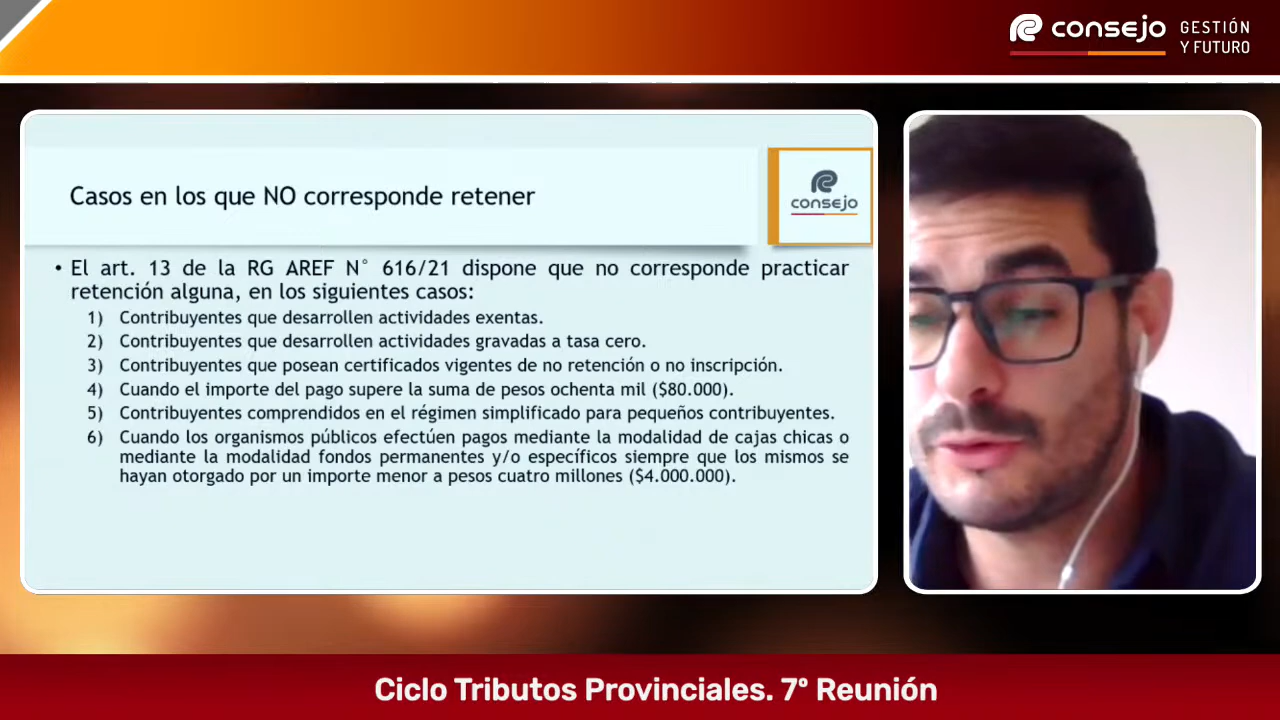 consejo
GESTIÓN
Y FUTURO
Casos en los que NO corresponde retener
consejo
• El art. 13 de la RG AREF N° 616/21 dispone que no corresponde practicar
retención alguna, en los siguientes casos:
1) Contribuyentes que desarrollen actividades exentas.
2) Contribuyentes que desarrollen actividades gravadas a tasa cero.
3) Contribuyentes que posean certificados vigentes de no retención o no inscripción.
4) Cuando el importe del pago supere la suma de pesos ochenta mil ($80.000).
5) Contribuyentes comprendidos en el régimen simplificado para pequeños contribuyentes.
6) Cuando los organismos públicos efectúen pagos mediante la modalidad de cajas chicas o
mediante la modalidad fondos permanentes y/o específicos siempre que los mismos se
hayan otorgado por un importe menor a pesos cuatro millones ($4.000.000).
Ciclo Tributos Provinciales. 7º Reunión